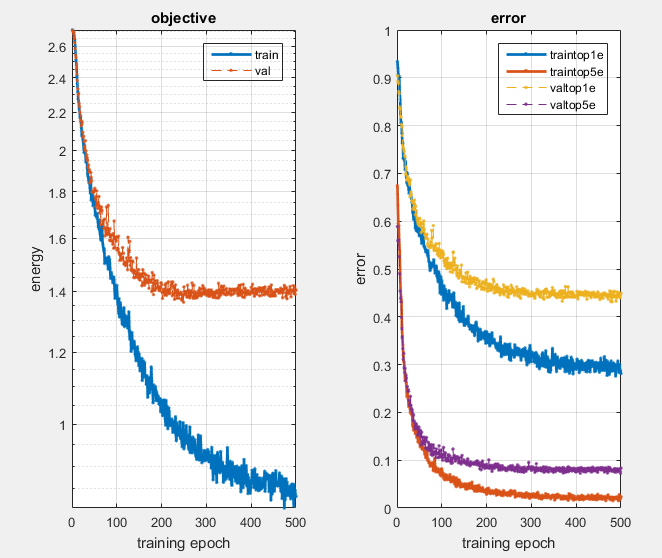 objective
energy
2.6
2.4
2.2
2
1.8
1.6
1.4
1.2
1
train
val
0
100
200
300
400
500
training epoch
error
error
1
0.9
0.8
0.7
0.6
0.5
0.4
0.3
0.2
0.1
0
traintop1e
traintop5e
valtop1e
valtop5e
0
100
200
300
400
500
training epoch